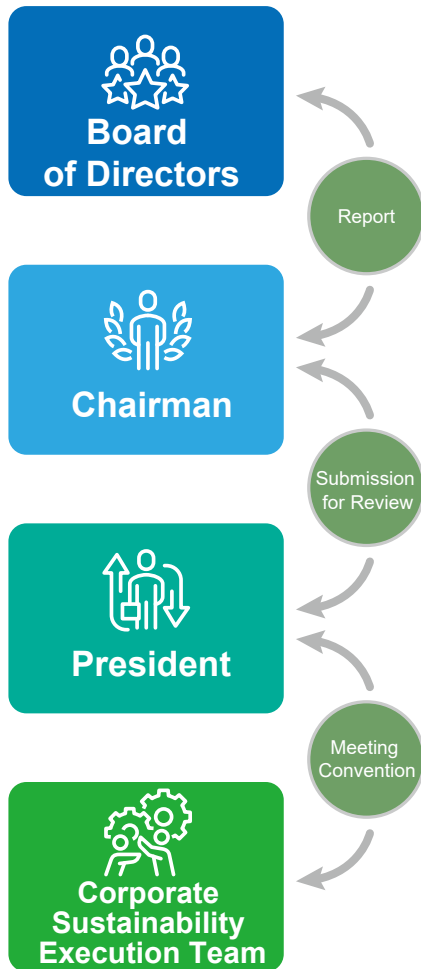 Board
of Directors
Report
Chairman
Submission
for Review
President
Meeting
Convention
Corporate
Sustainability
Execution Team